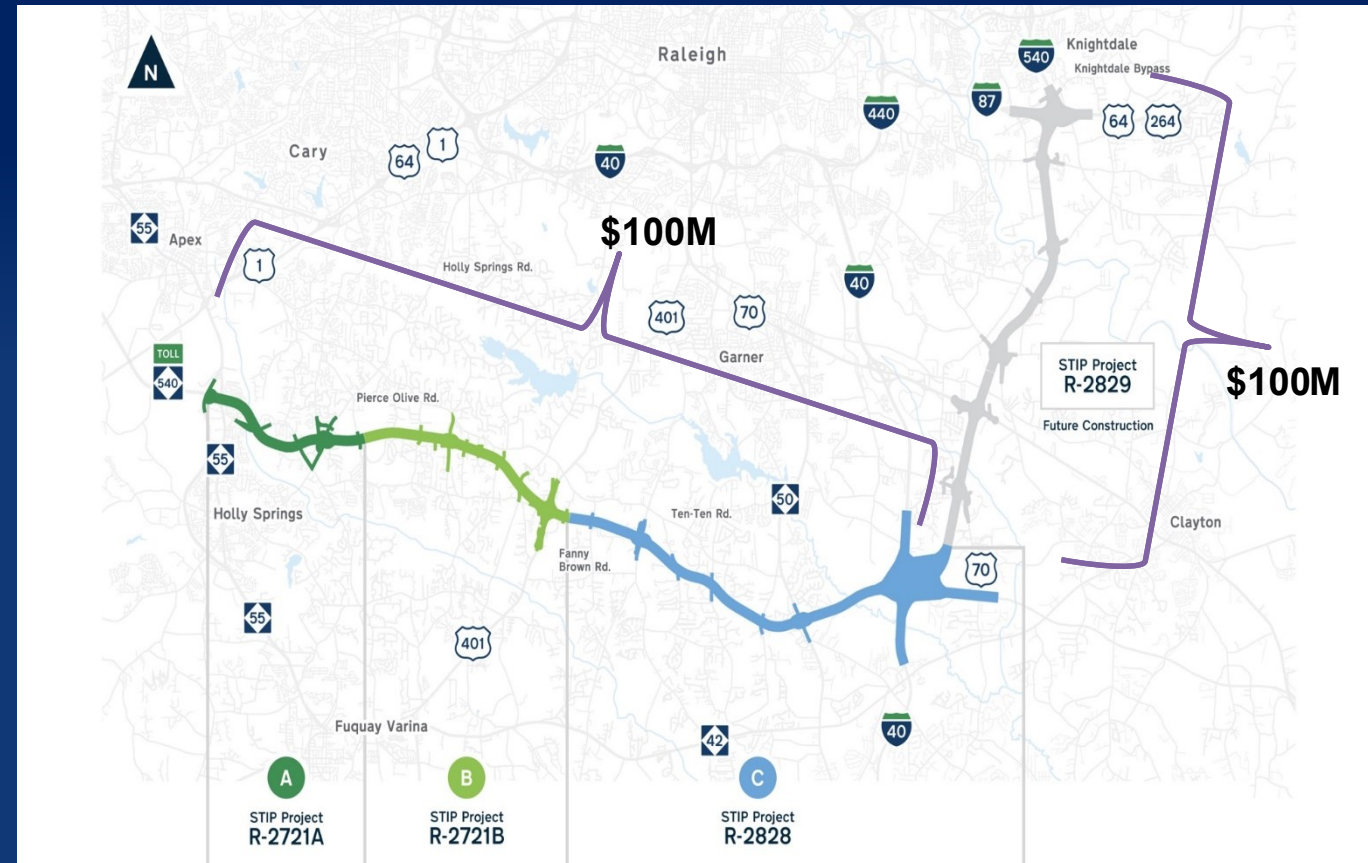 N
Raleigh
540
Knightdale
Knightdale Bypass
87
440
64
264
Cary
64
1
40
55
Apex
1
$100M
Holly Springs Rd.
40
401
70
Garner
TOLL
540
STIP Project
R-2829
Future Construction
$100M
Pierce Olive Rd.
55
Holly Springs
50
Ten-Ten Rd.
Clayton
Fanny
Brown Rd.
70
55
401
Fuquay Varina
42
40
A
STIP Project
R-2721A
B
STIP Project
R-2721B
C
STIP Project
R-2828